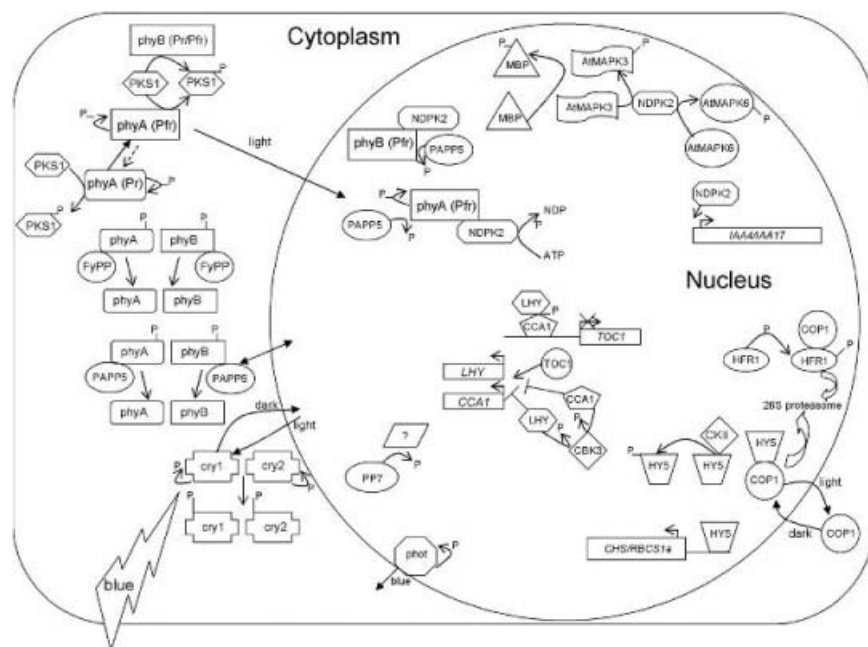 Cytoplasm
phyB (Pr/Pfr)
PKS1
P
PKS1
P
phyA (Pfr)
PKS1
phyA (Pr)
P
P
PKS1
light
P
P
phyA
phyB
FyPP
FyPP
phyA
phyB
P
P
phyA
phyB
PAPP5
PAPP5
phyA
phyB
dark
light
P
cry1
cry2
P
P
P
cry1
cry2
blue
P
MBP
MBP
P
AtMAPK3
AtMAPK3
NDPK2
AtMAPK6
P
AtMAPK6
NDPK2
phyB (Pfr)
P
PAPP5
P
phyA (Pfr)
PAPP5
P
NDPK2
NDP
P
ATP
NDPK2
IAA4/IAA17
Nucleus
LHY
P
CCA1
TOC1
LHY
TOC1
CCA1
CCA1
LHY
P
P
CBK3
COP1
P
P
HFR1
HFR1
26S proteasome
?
P
PP7
CKII
P
HY5
HY5
HY5
COP1
light
dark
COP1
HY5
CHS/RBCS1a
phot
P
blue